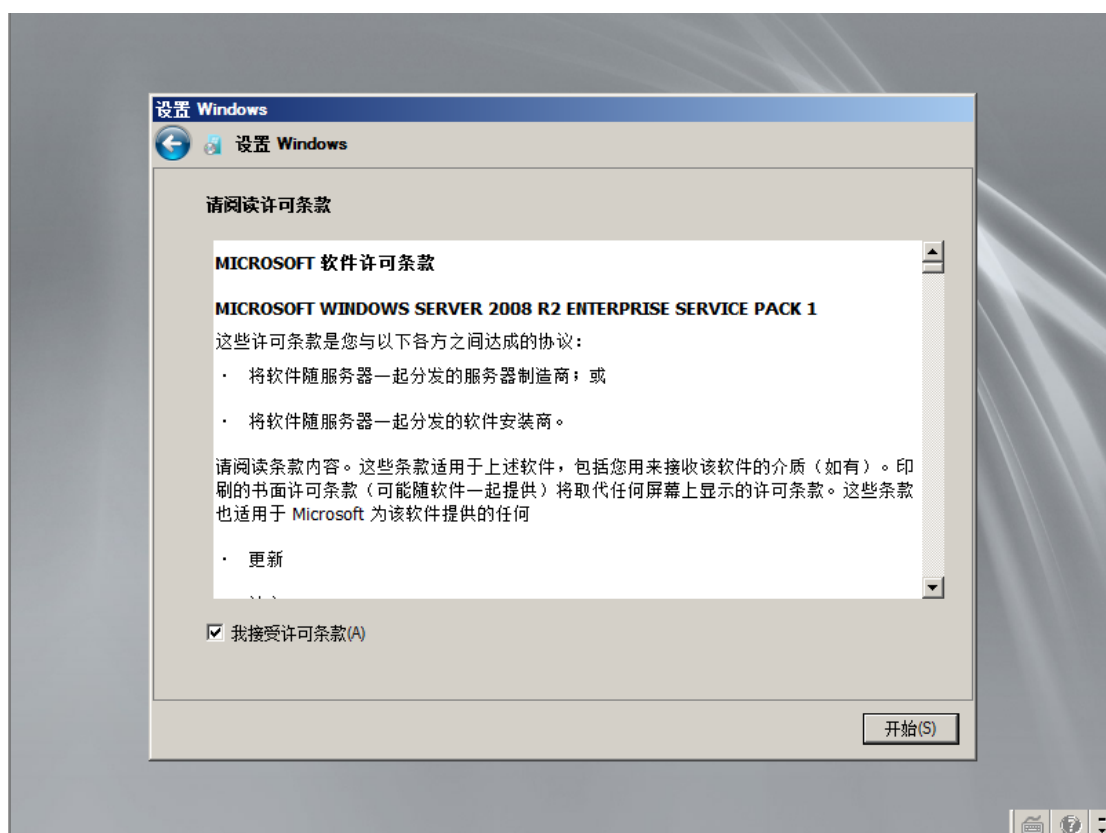 设置 Windows
设置 Windows
请阅读许可条款
MICROSOFT 软件许可条款
MICROSOFT WINDOWS SERVER 2008 R2 ENTERPRISE SERVICE PACK 1
这些许可条款是您与以下各方之间达成的协议：
· 将软件随服务器一起分发的服务器制造商；或
· 将软件随服务器一起分发的软件安装商。
请阅读条款内容。这些条款适用于上述软件，包括您用来接收该软件的介质（如有）。印
刷的书面许可条款（可能随软件一起提供）将取代任何屏幕上显示的许可条款。这些条款
也适用于 Microsoft 为该软件提供的任何
· 更新
我接受许可条款(A)
开始(S)